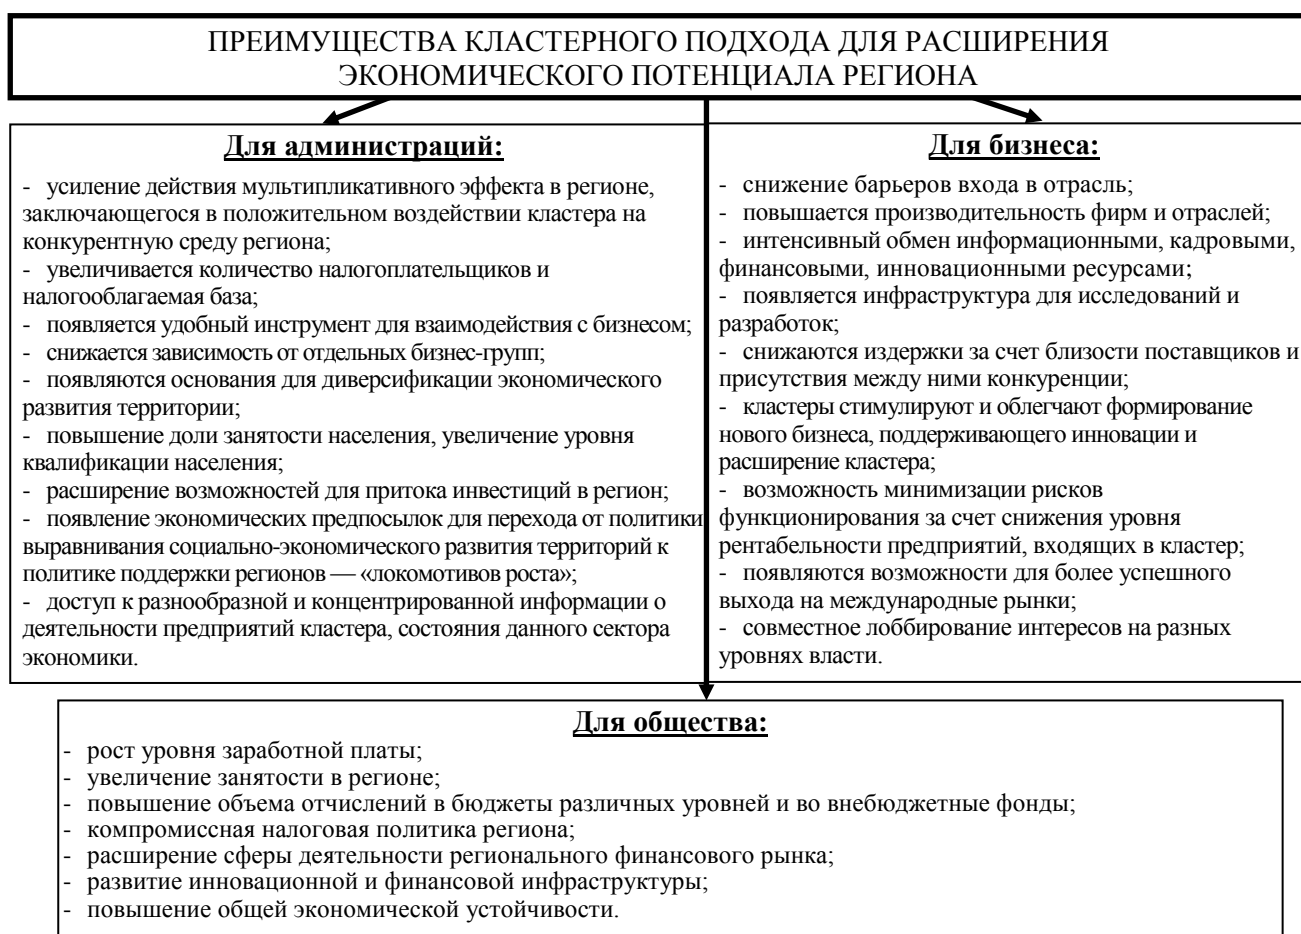 ПРЕИМУЩЕСТВА КЛАСТЕРНОГО ПОДХОДА ДЛЯ РАСШИРЕНИЯ
ЭКОНОМИЧЕСКОГО ПОТЕНЦИАЛА РЕГИОНА
Для администраций:
- усиление действия мультипликативного эффекта в регионе,
заключающегося в положительном воздействии кластера на
конкурентную среду региона;
- увеличивается количество налогоплательщиков и
налогооблагаемая база;
- появляется удобный инструмент для взаимодействия с бизнесом;
- снижается зависимость от отдельных бизнес-групп;
- появляются основания для диверсификации экономического
развития территории;
- повышение доли занятости населения, увеличение уровня
квалификации населения;
- расширение возможностей для притока инвестиций в регион;
- появление экономических предпосылок для перехода от политики
выравнивания социально-экономического развития территорий к
политике поддержки регионов — «локомотивов роста»;
- доступ к разнообразной и концентрированной информации о
деятельности предприятий кластера, состояния данного сектора
экономики.
Для бизнеса:
- снижение барьеров входа в отрасль;
- повышается производительность фирм и отраслей;
- интенсивный обмен информационными, кадровыми,
финансовыми, инновационными ресурсами;
- появляется инфраструктура для исследований и
разработок;
- снижаются издержки за счет близости поставщиков и
присутствия между ними конкуренции;
- кластеры стимулируют и облегчают формирование
нового бизнеса, поддерживающего инновации и
расширение кластера;
- возможность минимизации рисков
функционирования за счет снижения уровня
рентабельности предприятий, входящих в кластер;
- появляются возможности для более успешного
выхода на международные рынки;
- совместное лоббирование интересов на разных
уровнях власти.
Для общества:
- рост уровня заработной платы;
- увеличение занятости в регионе;
- повышение объема отчислений в бюджеты различных уровней и во внебюджетные фонды;
- компромиссная налоговая политика региона;
- расширение сферы деятельности регионального финансового рынка;
- развитие инновационной и финансовой инфраструктуры;
- повышение общей экономической устойчивости.